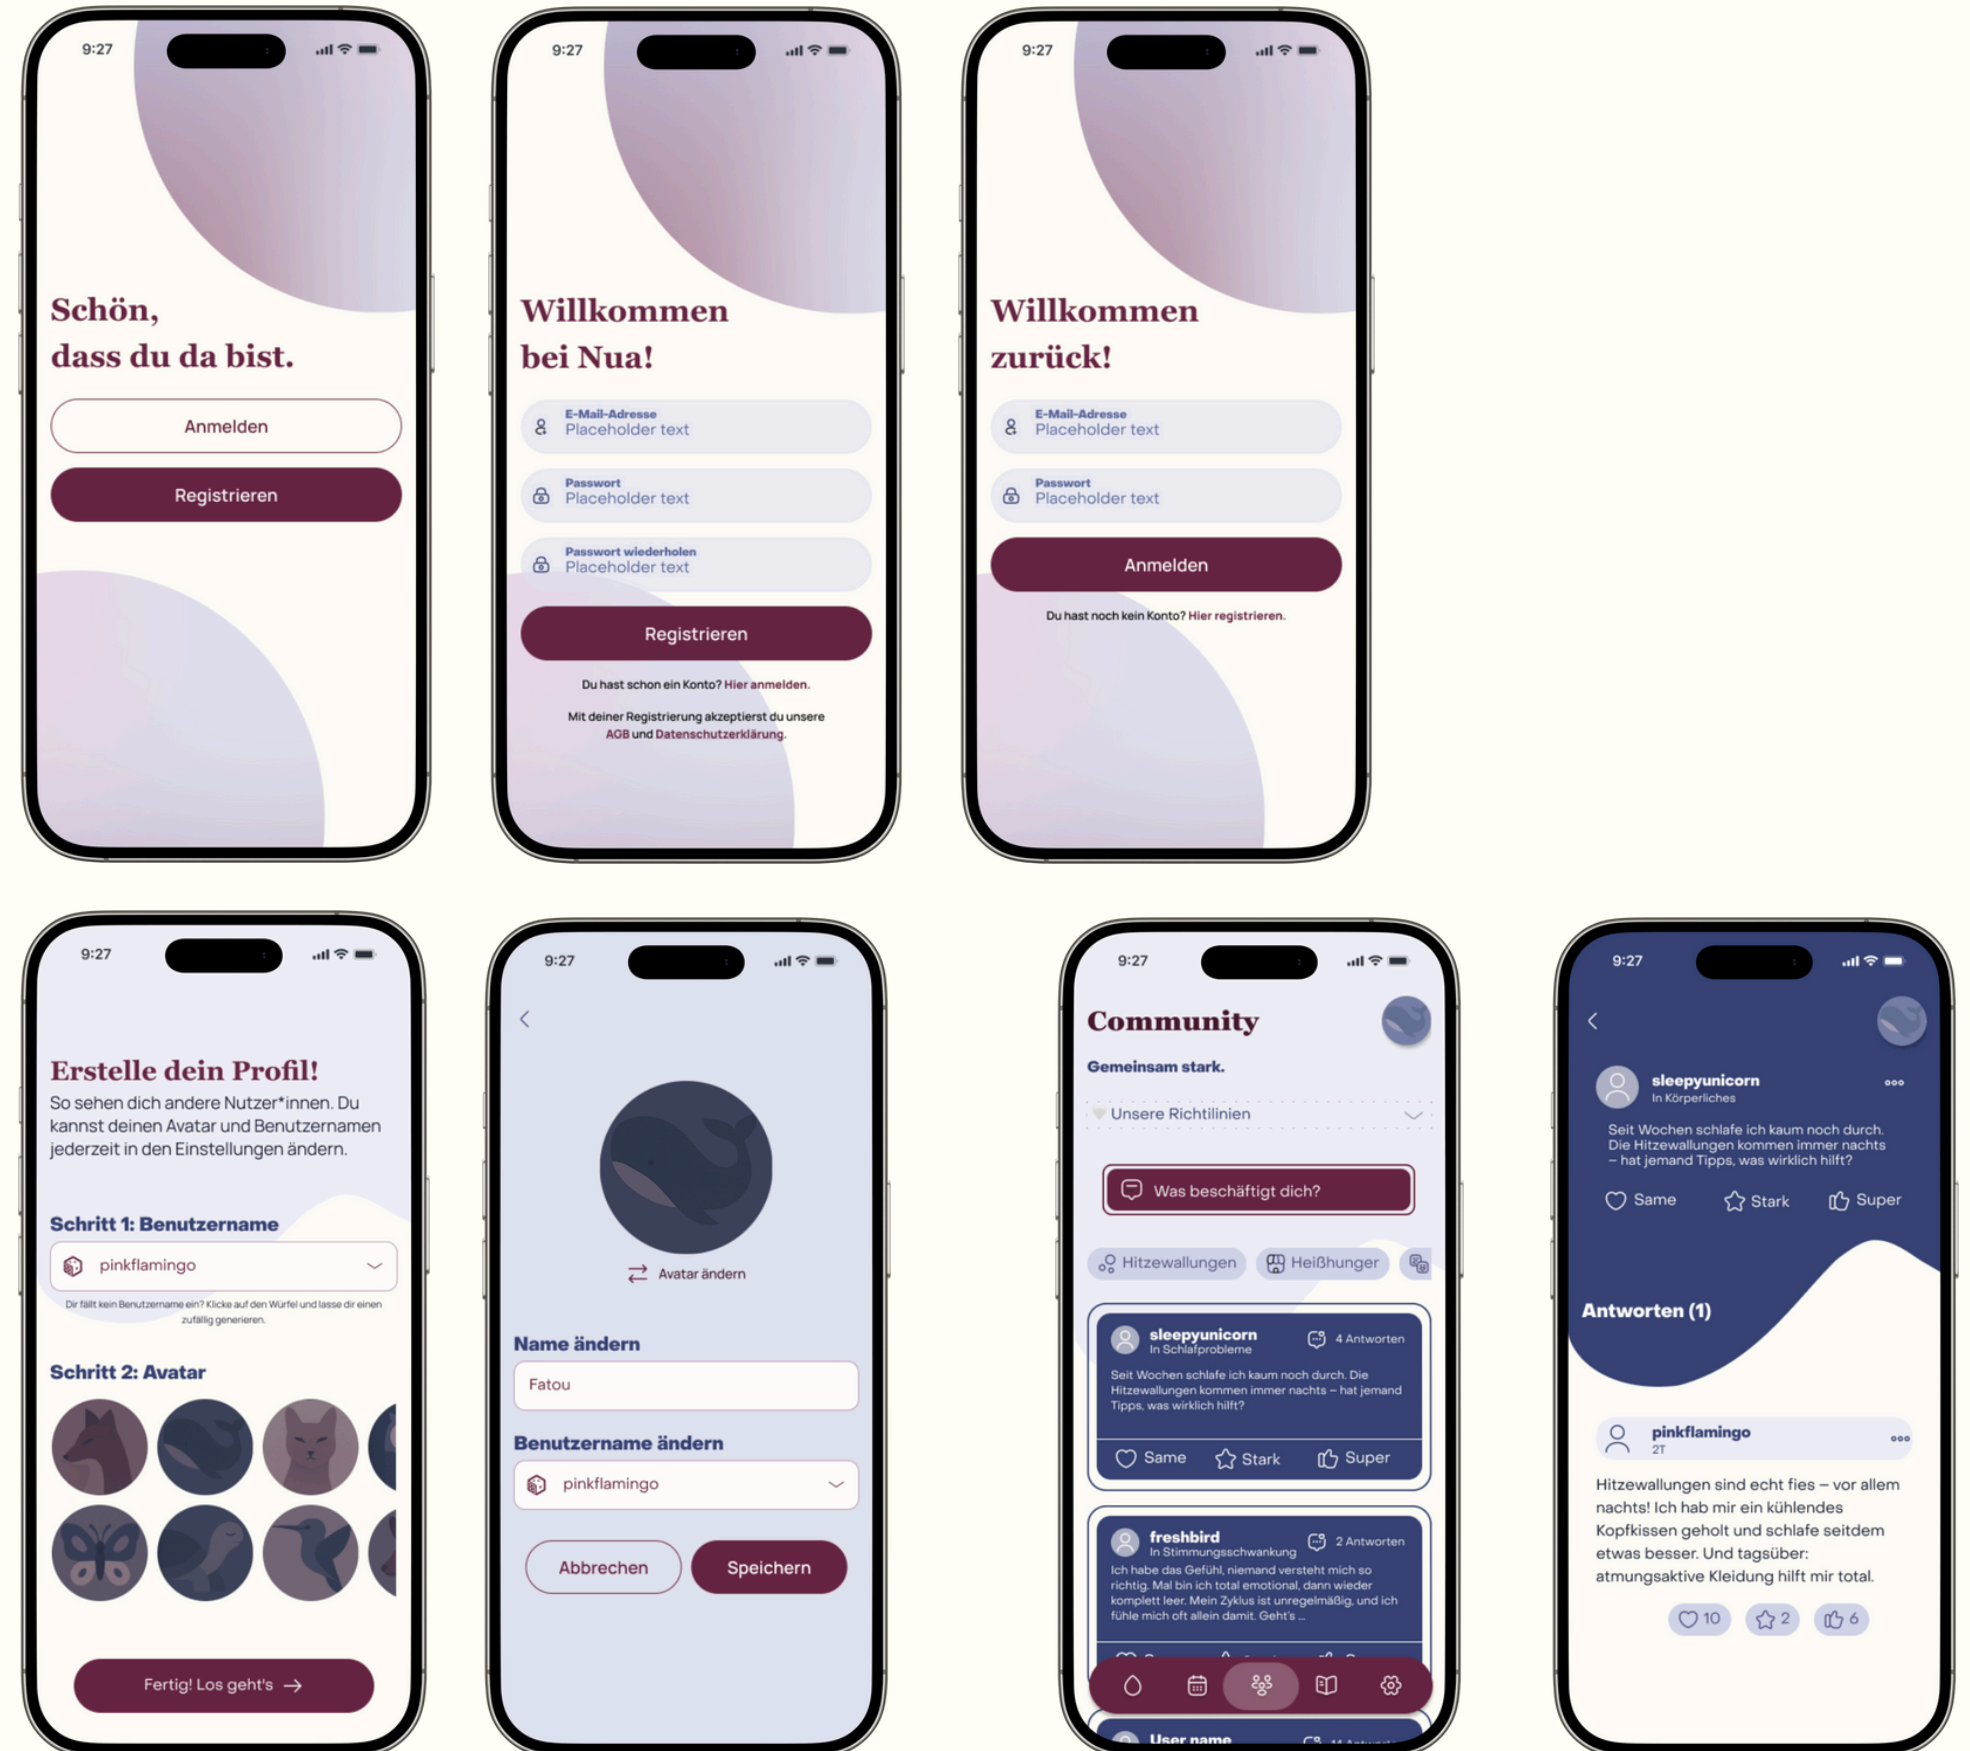 9:27
Schön,
dass du da bist.
Anmelden
Registrieren
9:27
Willkommen
bei Nua!
E-Mail-Adresse
Placeholder text
Passwort
Placeholder text
Passwort wiederholen
Placeholder text
Registrieren
Du hast schon ein Konto? Hier anmelden.
Mit deiner Registrierung akzeptierst du unsere
AGB und Datenschutzerklärung.
9:27
Willkommen
zurück!
E-Mail-Adresse
Placeholder text
Passwort
Placeholder text
Anmelden
Du hast noch kein Konto? Hier registrieren.
9:27
Erstelle dein Profil!
So sehen dich andere Nutzer*innen. Du
kannst deinen Avatar und Benutzernamen
jederzeit in den Einstellungen ändern.
Schritt 1: Benutzername
pinkflamingo
Dir fällt kein Benutzername ein? Klicke auf den Würfel und lasse dir einen
zufällig generieren.
Schritt 2: Avatar
Fertig! Los geht's
9:27
Avatar ändern
Name ändern
Fatou
Benutzername ändern
pinkflamingo
Abbrechen
Speichern
9:27
Community
Gemeinsam stark.
Unsere Richtilinien
Was beschäftigt dich?
Hitzewallungen
Heißhunger
sleepyunicorn
4 Antworten
In Schlafprobleme
Seit Wochen schlafe ich kaum noch durch. Die
Hitzewallungen kommen immer nachts – hat jemand
Tipps, was wirklich hilft?
Same
Stark
Super
freshbird
2 Antworten
In Stimmungsschwankung
Ich habe das Gefühl, niemand versteht mich so
richtig. Mal bin ich total emotional, dann wieder
komplett leer. Mein Zyklus ist unregelmäßig, und ich
fühle mich oft allein damit. Geht's ...
User name
9:27
sleepyunicorn
In Körperliches
Seit Wochen schlafe ich kaum noch durch.
Die Hitzewallungen kommen immer nachts
– hat jemand Tipps, was wirklich hilft?
Same
Stark
Super
Antworten (1)
pinkflamingo
2T
Hitzewallungen sind echt fies – vor allem
nachts! Ich hab mir ein kühlendes
Kopfkissen geholt und schlafe seitdem
etwas besser. Und tagsüber:
atmungsaktive Kleidung hilft mir total.
10
2
6